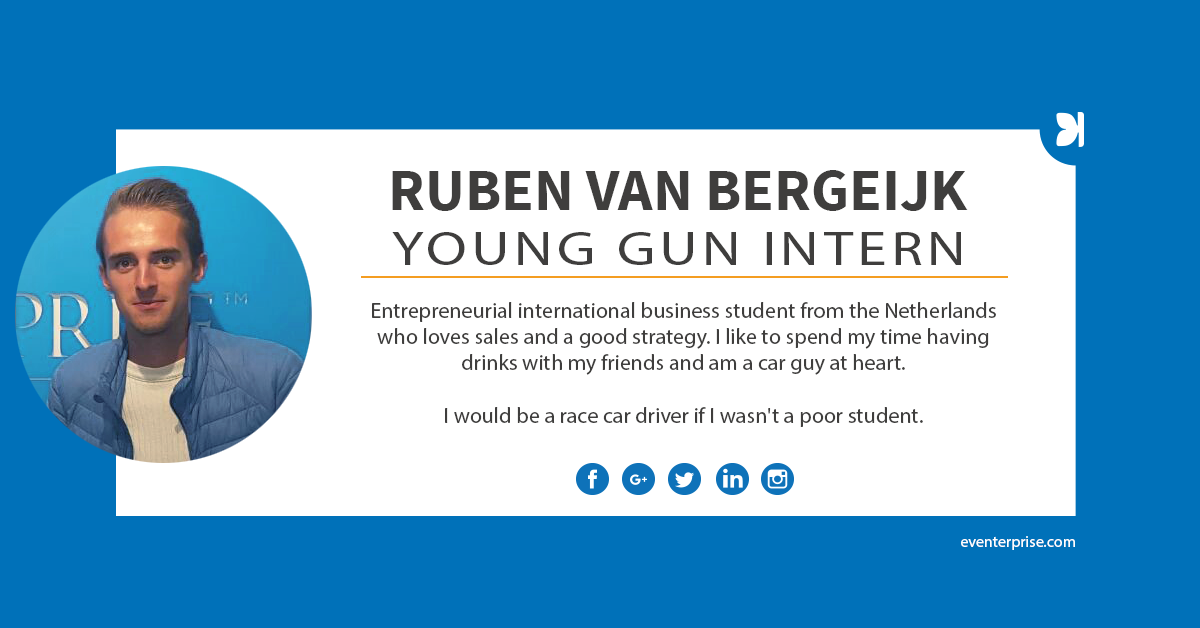 RUBEN VAN BERGEIJK
YOUNG GUN INTERN
Entrepreneurial international business student from the Netherlands
who loves sales and a good strategy. I like to spend my time having
drinks with my friends and am a car guy at heart.
I would be a race car driver if I wasn't a poor student.
PRISE™
f G+ in
eventerprise.com